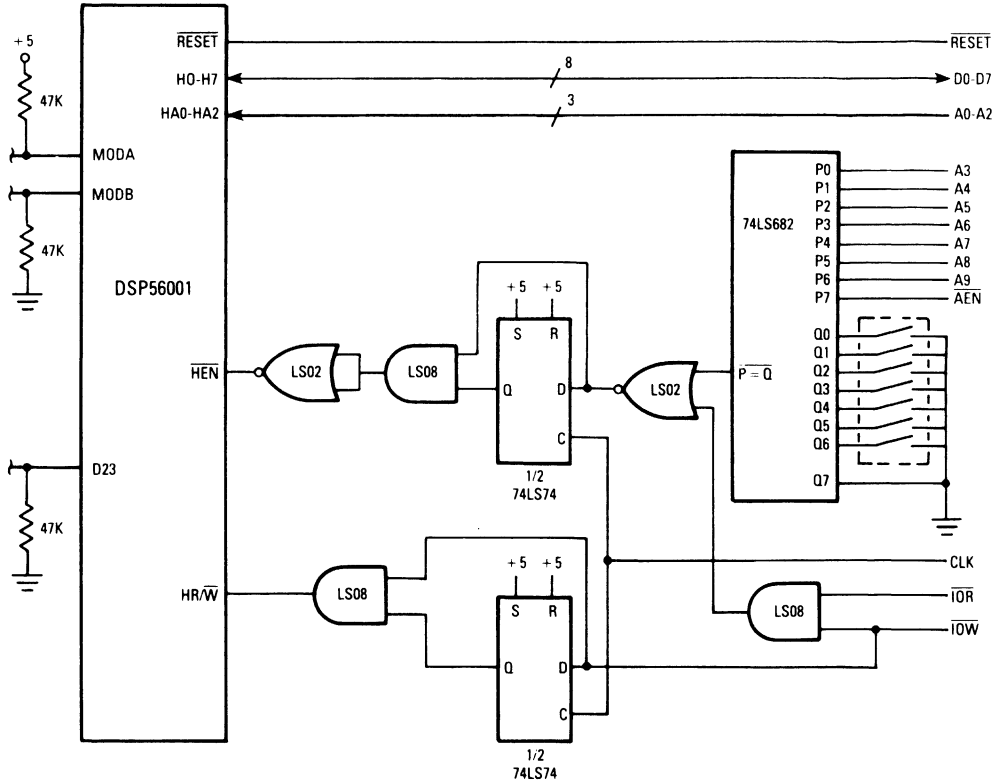 +5
47K
MODA
MODB
47K
DSP56001
D23
47K
RESET
H0-H7
HA0-HA2
HEN
HR/W
8
3
RESET
D0-D7
A0-A2
LS02
LS08
+5 +5
S R
Q D
C
1/2
74LS74
LS02
74LS682
P0
P1
P2
P3
P4
P5
P6
P7
P = Q
Q0
Q1
Q2
Q3
Q4
Q5
Q6
Q7
A3
A4
A5
A6
A7
A8
A9
AEN
LS08
+5 +5
S R
Q D
C
1/2
74LS74
LS08
CLK
IOR
IOW